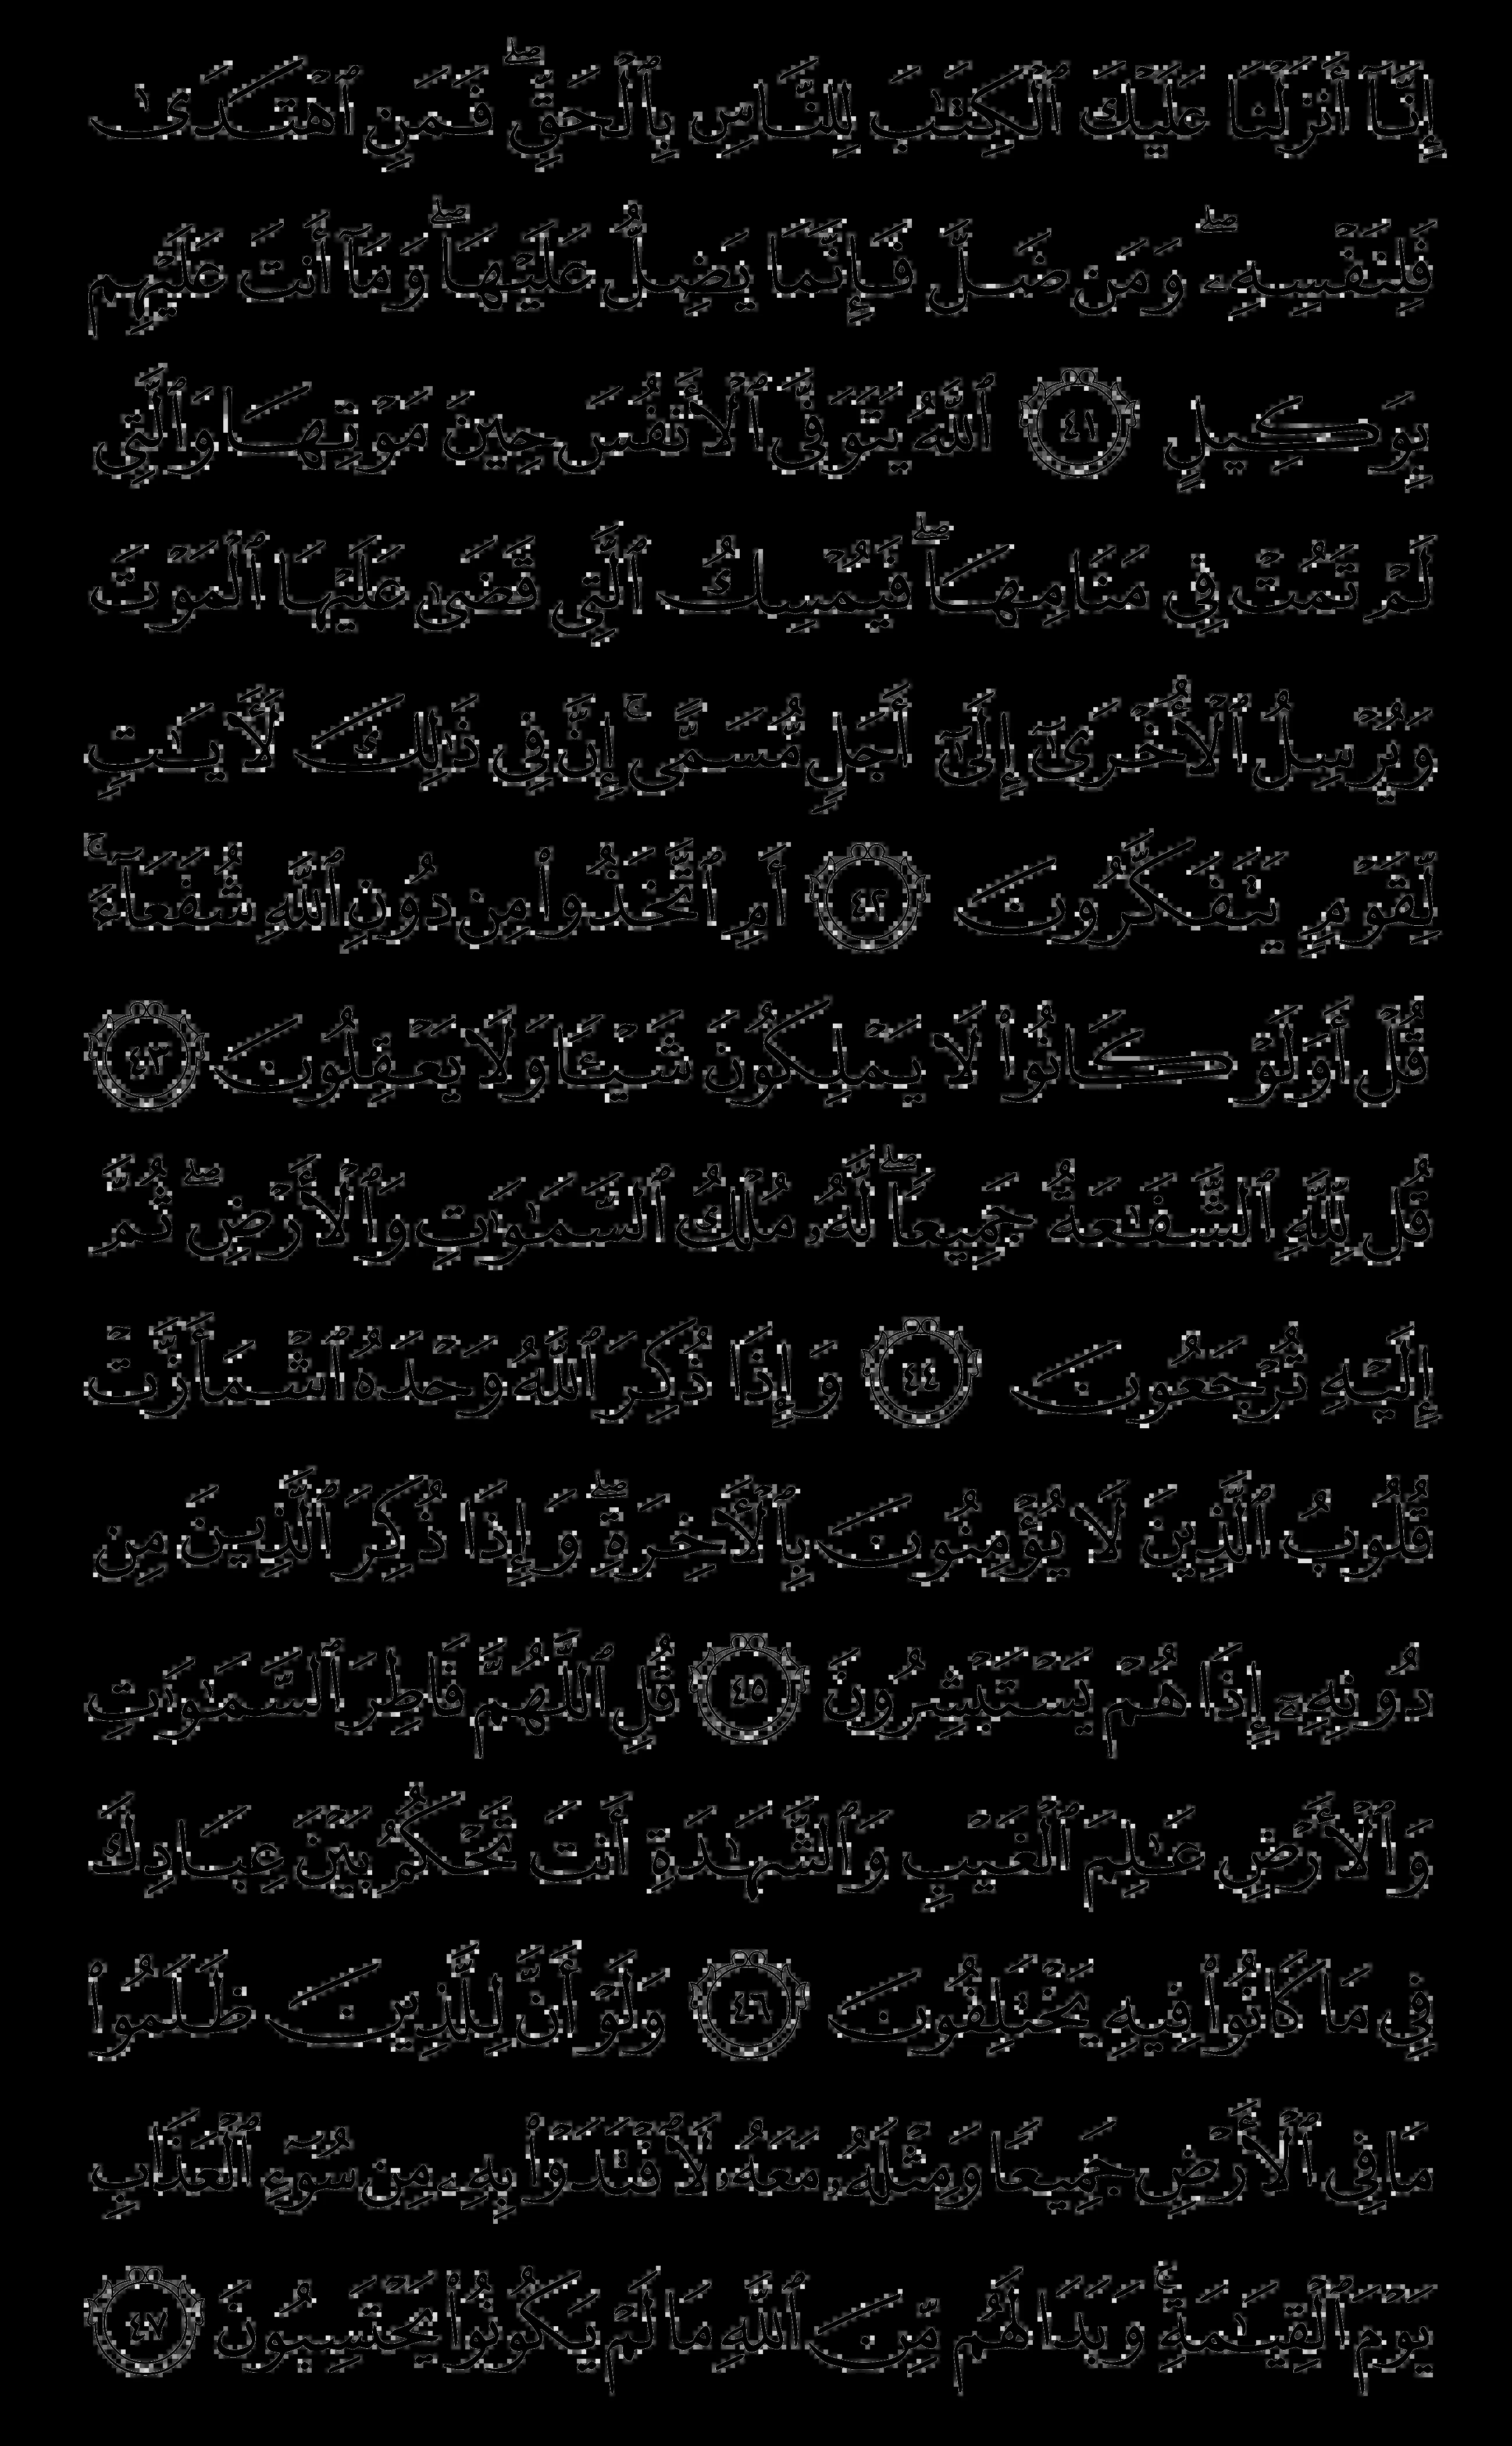 إِنَّآ أَنزَلْنَا عَلَيْكَ ٱلْكِتَٰبَ لِلنَّاسِ بِٱلْحَقِّ ۖ فَمَنِ ٱهْتَدَىٰ
فَلِنَفْسِهِۦ ۖ وَمَن ضَلَّ فَإِنَّمَا يَضِلُّ عَلَيْهَا ۖ وَمَآ أَنتَ عَلَيْهِم
بِوَكِيلٍ ٤١ ٱللَّهُ يَتَوَفَّى ٱلْأَنفُسَ حِينَ مَوْتِهَا وَٱلَّتِي
لَمْ تَمُتْ فِي مَنَامِهَا ۖ فَيُمْسِكُ ٱلَّتِي قَضَىٰ عَلَيْهَا ٱلْمَوْتَ
وَيُرْسِلُ ٱلْأُخْرَىٰٓ إِلَىٰٓ أَجَلٍ مُّسَمًّى ۚ إِنَّ فِي ذَٰلِكَ لَءَايَٰتٍ
لِّقَوْمٍ يَتَفَكَّرُونَ ٤٢ أَمِ ٱتَّخَذُوا۟ مِن دُونِ ٱللَّهِ شُفَعَآءَ ۚ
قُلْ أَوَلَوْ كَانُوا۟ لَا يَمْلِكُونَ شَيْـًٔا وَلَا يَعْقِلُونَ ٤٣
قُل لِّلَّهِ ٱلشَّفَٰعَةُ جَمِيعًا ۖ لَّهُۥ مُلْكُ ٱلسَّمَٰوَٰتِ وَٱلْأَرْضِ ۖ ثُمَّ
إِلَيْهِ تُرْجَعُونَ ٤٤ وَإِذَا ذُكِرَ ٱللَّهُ وَحْدَهُ ٱشْمَأَزَّتْ
قُلُوبُ ٱلَّذِينَ لَا يُؤْمِنُونَ بِٱلْءَاخِرَةِ ۖ وَإِذَا ذُكِرَ ٱلَّذِينَ مِن
دُونِهِۦٓ إِذَا هُمْ يَسْتَبْشِرُونَ ٤٥ قُلِ ٱللَّهُمَّ فَاطِرَ ٱلسَّمَٰوَٰتِ
وَٱلْأَرْضِ عَٰلِمَ ٱلْغَيْبِ وَٱلشَّهَٰدَةِ أَنتَ تَحْكُمُ بَيْنَ عِبَادِكَ
فِي مَا كَانُوا۟ فِيهِ يَخْتَلِفُونَ ٤٦ وَلَوْ أَنَّ لِلَّذِينَ ظَلَمُوا۟
مَا فِي ٱلْأَرْضِ جَمِيعًا وَمِثْلَهُۥ مَعَهُۥ لَٱفْتَدَوْا۟ بِهِۦ مِن سُوٓءِ ٱلْعَذَابِ
يَوْمَ ٱلْقِيَٰمَةِ ۚ وَبَدَا لَهُم مِّنَ ٱللَّهِ مَا لَمْ يَكُونُوا۟ يَحْتَسِبُونَ ٤٧